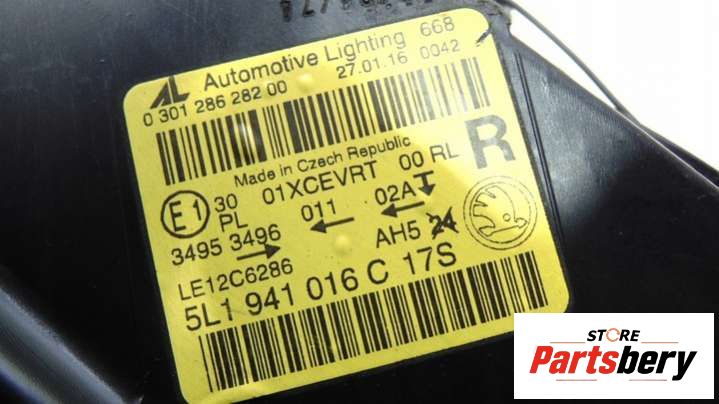 AL Automotive Lighting 668
0 301 286 282 00 27.01.16 0042
Made in Czech Republic
R
E1 30 01XCEVRT 00 RL
PL 011 02A
3495 3496 AH5 24
LE12C6286
5L1 941 016 C 17S
STORE
Partsbery